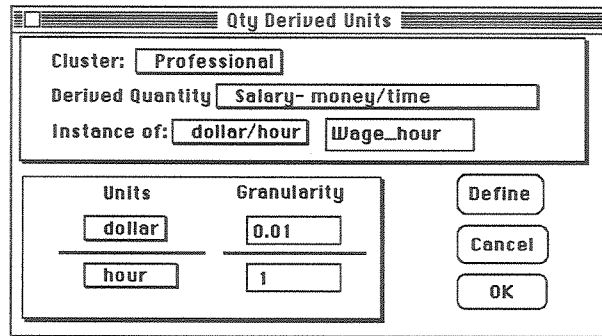 Qty Derived Units
Cluster: Professional
Derived Quantity Salary- money/time
Instance of: dollar/hour Wage_hour
Units Granularity
dollar 0.01
hour 1
Define
Cancel
OK